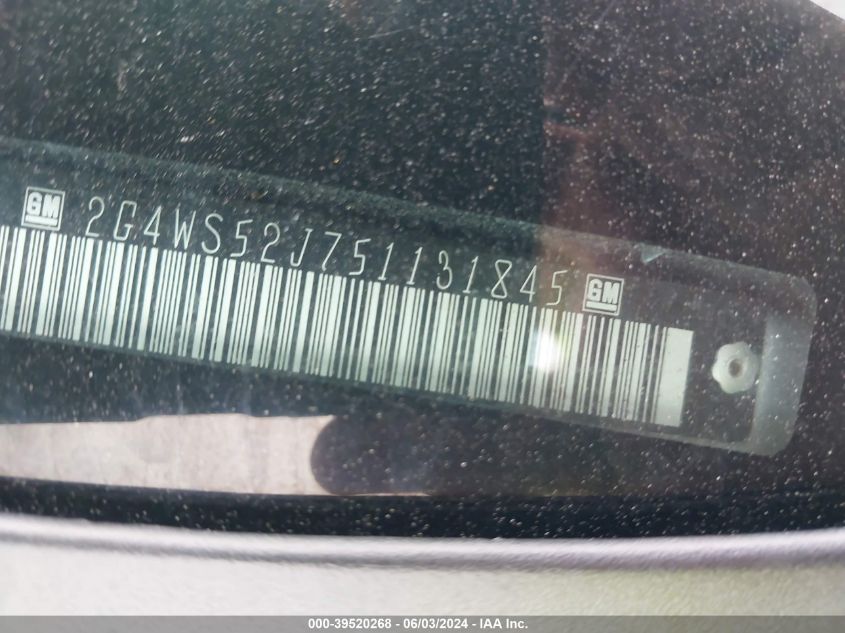 GM 2G4WS52J751131845 GM
000-39520268 - 06/03/2024 - IAA Inc.